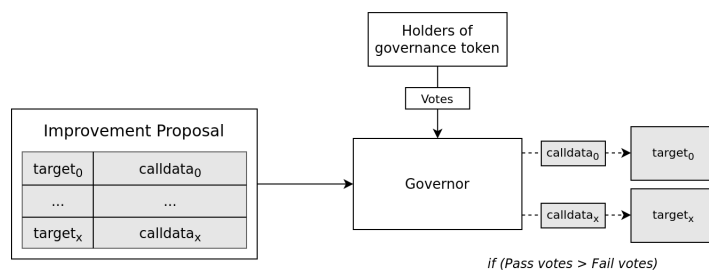 Holders of
governance token
Votes
Improvement Proposal
target₀ calldata₀
... ...
targetₓ calldataₓ
Governor
calldata₀ target₀
calldataₓ targetₓ
if (Pass votes > Fail votes)